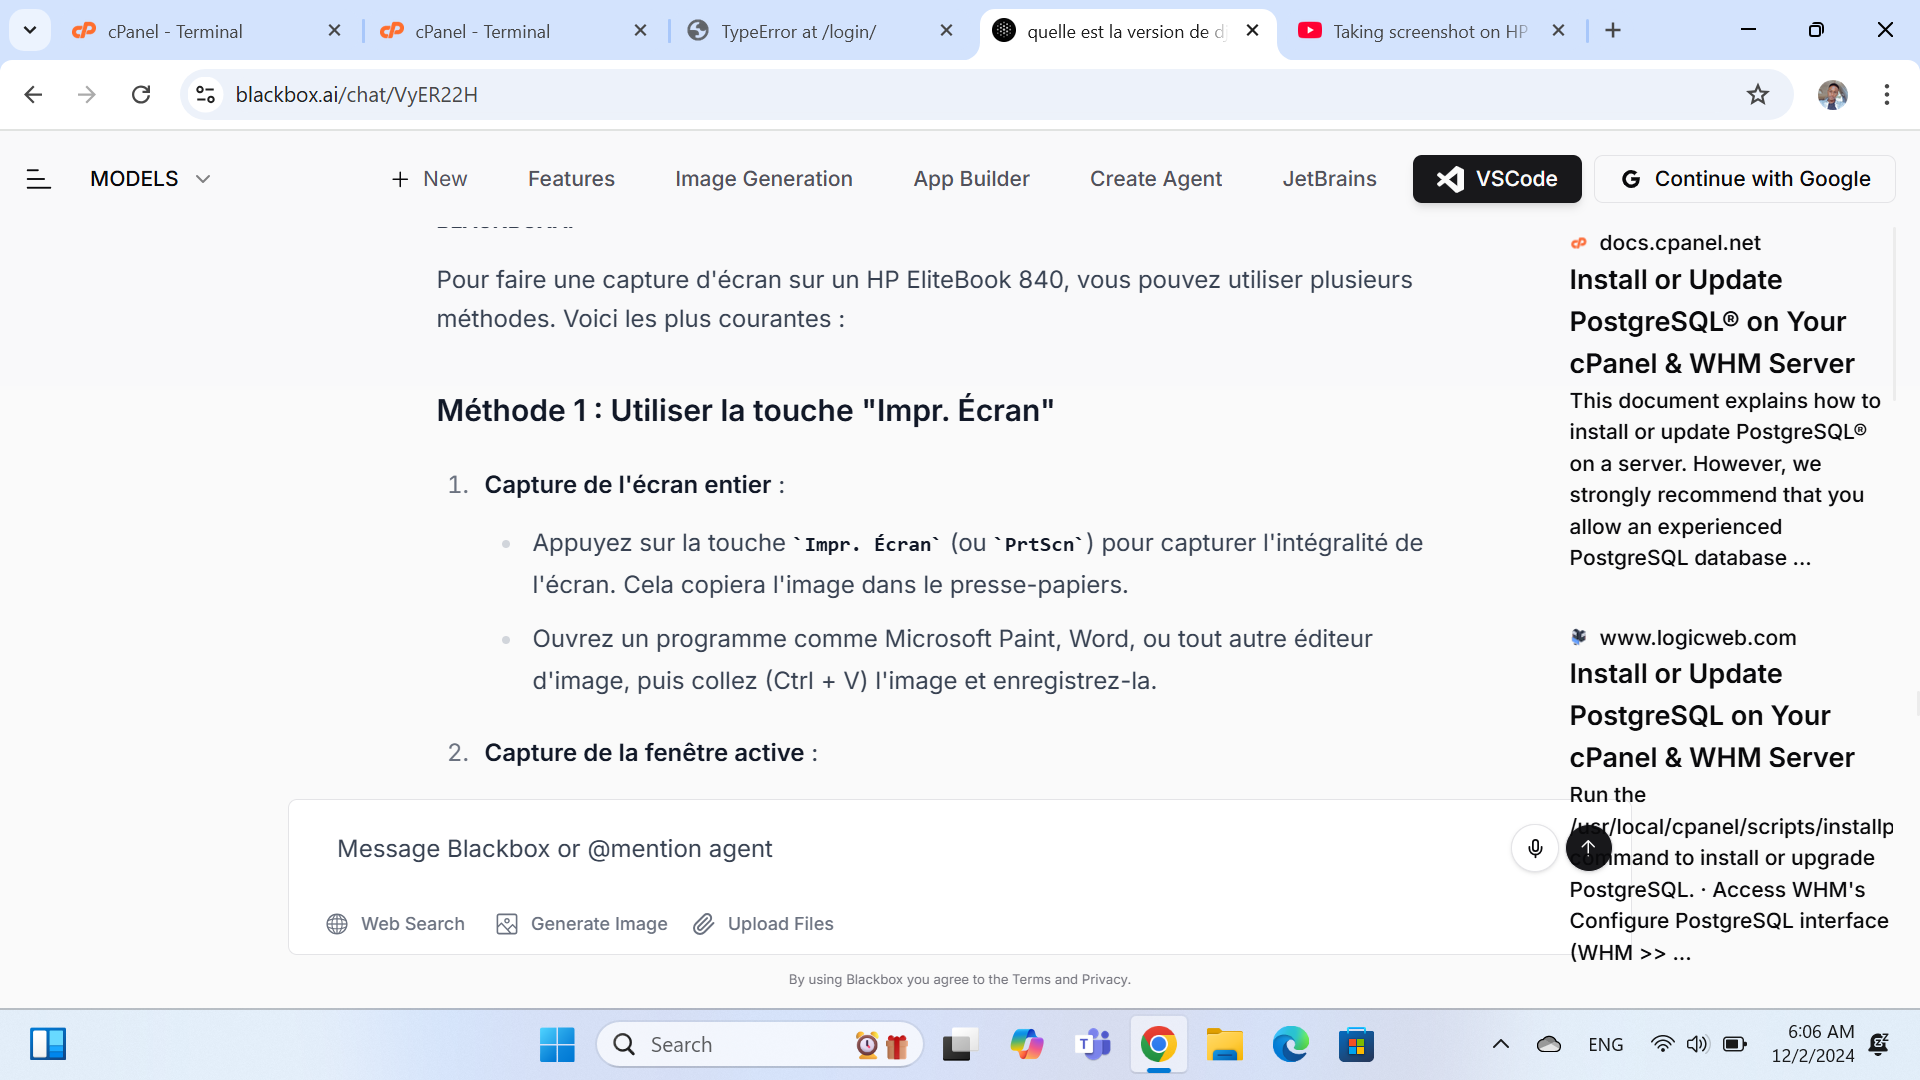 cPanel - Terminal
cPanel - Terminal
TypeError at /login/
quelle est la version de dj
Taking screenshot on HP
blackbox.ai/chat/VyER22H
MODELS
New
Features
Image Generation
App Builder
Create Agent
JetBrains
VSCode
Continue with Google
Pour faire une capture d'écran sur un HP EliteBook 840, vous pouvez utiliser plusieurs
méthodes. Voici les plus courantes :
Méthode 1 : Utiliser la touche "Impr. Écran"
1. Capture de l'écran entier :
Appuyez sur la touche `Impr. Écran` (ou `PrtScn`) pour capturer l'intégralité de
l'écran. Cela copiera l'image dans le presse-papiers.
Ouvrez un programme comme Microsoft Paint, Word, ou tout autre éditeur
d'image, puis collez (Ctrl + V) l'image et enregistrez-la.
2. Capture de la fenêtre active :
Message Blackbox or @mention agent
Web Search
Generate Image
Upload Files
By using Blackbox you agree to the Terms and Privacy.
docs.cpanel.net
Install or Update
PostgreSQL® on Your
cPanel & WHM Server
This document explains how to
install or update PostgreSQL®
on a server. However, we
strongly recommend that you
allow an experienced
PostgreSQL database ...
www.logicweb.com
Install or Update
PostgreSQL on Your
cPanel & WHM Server
Run the
/usr/local/cpanel/scripts/installp
command to install or upgrade
PostgreSQL. · Access WHM's
Configure PostgreSQL interface
(WHM >> ...
Search
ENG
6:06 AM
12/2/2024